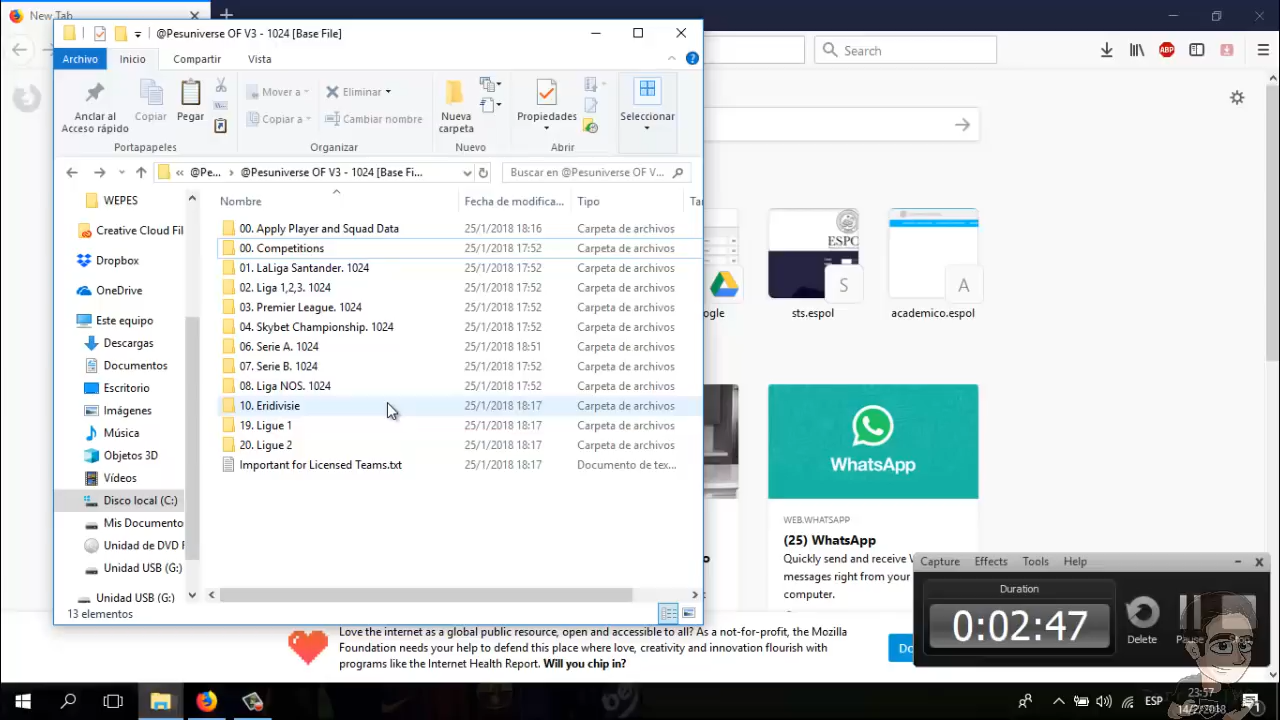 New Tab
@Pesuniverse OF V3 - 1024 [Base File]
Archivo
Inicio
Compartir
Vista
Anclar al
Acceso rápido
Copiar
Pegar
Mover a
Copiar a
Eliminar
Cambiar nombre
Nueva
carpeta
Propiedades
Seleccionar
Portapapeles
Organizar
Nuevo
Abrir
Search
ABP
« @Pe... › @Pesuniverse OF V3 - 1024 [Base Fi...
Buscar en @Pesuniverse OF V...
Nombre
Fecha de modifica...
Tipo
Ta
WEPES
Creative Cloud Fil
Dropbox
OneDrive
Este equipo
Descargas
Documentos
Escritorio
Imágenes
Música
Objetos 3D
Vídeos
Disco local (C:)
Mis Documento
Unidad de DVD F
Unidad USB (G:)
Unidad USB (G:)
00. Apply Player and Squad Data 25/1/2018 18:16 Carpeta de archivos
00. Competitions 25/1/2018 17:52 Carpeta de archivos
01. LaLiga Santander. 1024 25/1/2018 17:52 Carpeta de archivos
02. Liga 1,2,3. 1024 25/1/2018 17:52 Carpeta de archivos
03. Premier League. 1024 25/1/2018 17:52 Carpeta de archivos
04. Skybet Championship. 1024 25/1/2018 17:52 Carpeta de archivos
06. Serie A. 1024 25/1/2018 18:51 Carpeta de archivos
07. Serie B. 1024 25/1/2018 17:52 Carpeta de archivos
08. Liga NOS. 1024 25/1/2018 17:52 Carpeta de archivos
10. Eridivisie 25/1/2018 18:17 Carpeta de archivos
19. Ligue 1 25/1/2018 18:17 Carpeta de archivos
20. Ligue 2 25/1/2018 18:17 Carpeta de archivos
Important for Licensed Teams.txt 25/1/2018 18:17 Documento de tex...
13 elementos
ESPC
S
A
ogle
sts.espol
academico.espol
WhatsApp
WEB.WHATSAPP
(25) WhatsApp
Quickly send and receive W
messages right from your
computer.
Capture Effects Tools Help
Duration
0:02:47
Delete
Pause
Stop
Love the internet as a global public resource, open and accessible to all? As a not-for-profit, the Mozilla
Foundation needs your help to defend this place where love, creativity and innovation flourish with
programs like the Internet Health Report. Will you chip in?
Do
ESP
23:57
14/2/2018